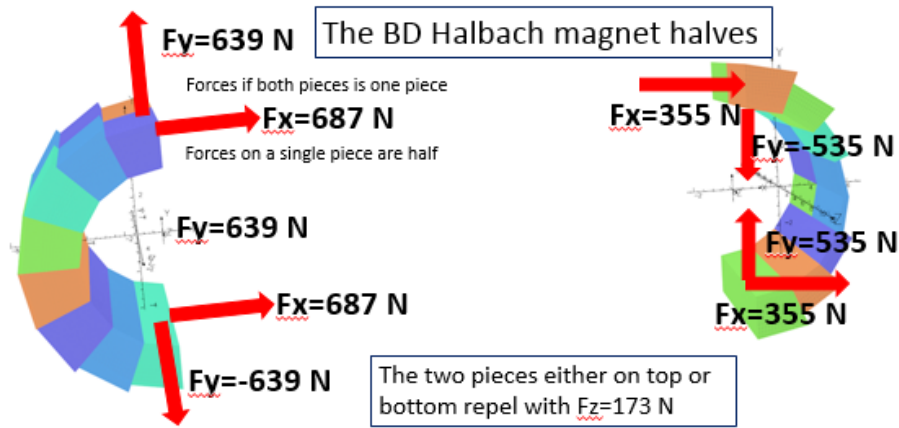 The BD Halbach magnet halves
Fy=639 N
Forces if both pieces is one piece
Fx=687 N
Forces on a single piece are half
Fy=639 N
Fx=687 N
Fy=-639 N
Fx=355 N
Fy=-535 N
Fy=535 N
Fx=355 N
The two pieces either on top or
bottom repel with Fz=173 N